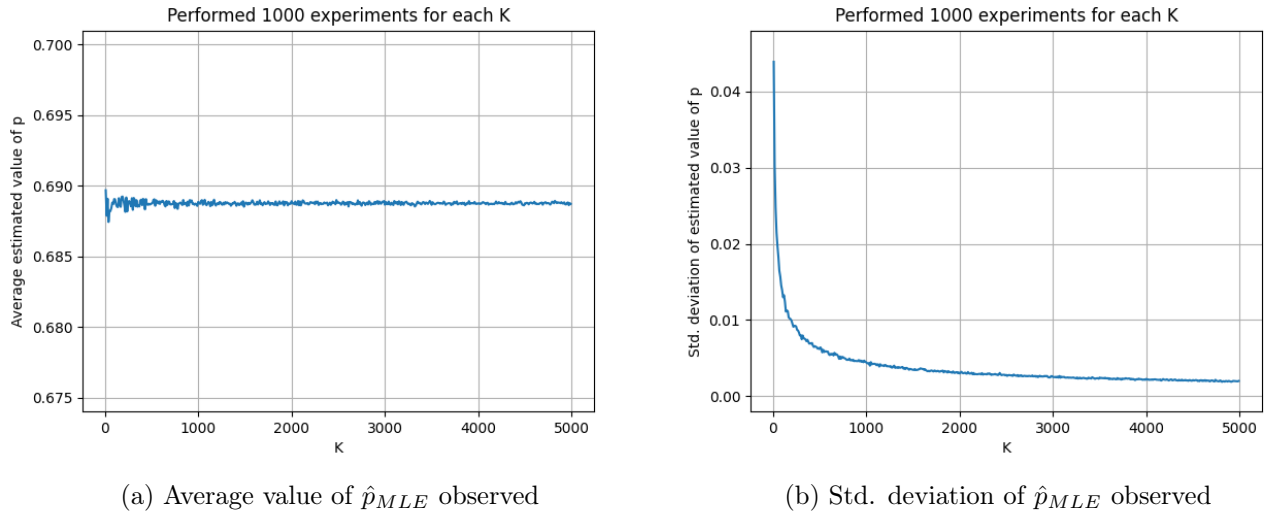 Performed 1000 experiments for each K
Average estimated value of p
0.700
0.695
0.690
0.685
0.680
0.675
0 1000 2000 3000 4000 5000
K
(a) Average value of p̂_MLE observed
Performed 1000 experiments for each K
Std. deviation of estimated value of p
0.04
0.03
0.02
0.01
0.00
0 1000 2000 3000 4000 5000
K
(b) Std. deviation of p̂_MLE observed